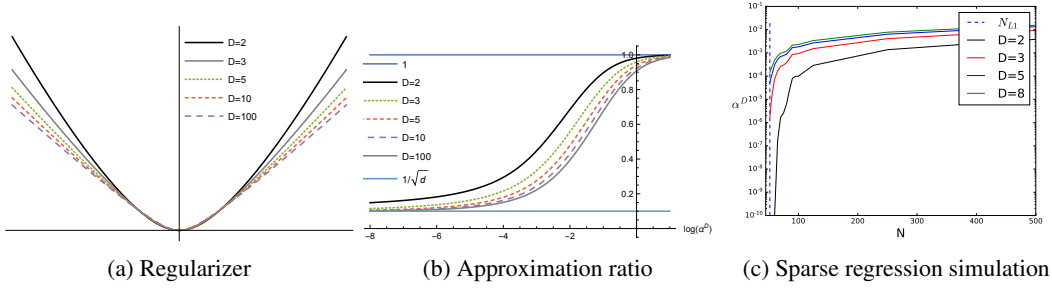 D=2
D=3
D=5
D=10
D=100
(a) Regularizer
1
D=2
D=3
D=5
D=10
D=100
1/√d
1.0
0.8
0.6
0.4
0.2
-8
-6
-4
-2
0
log(α^D)
(b) Approximation ratio
10^-1
10^-2
10^-3
10^-4
10^-5
10^-6
10^-7
10^-8
10^-9
10^-10
α^D
N_L1
D=2
D=3
D=5
D=8
100
200
300
400
500
N
(c) Sparse regression simulation